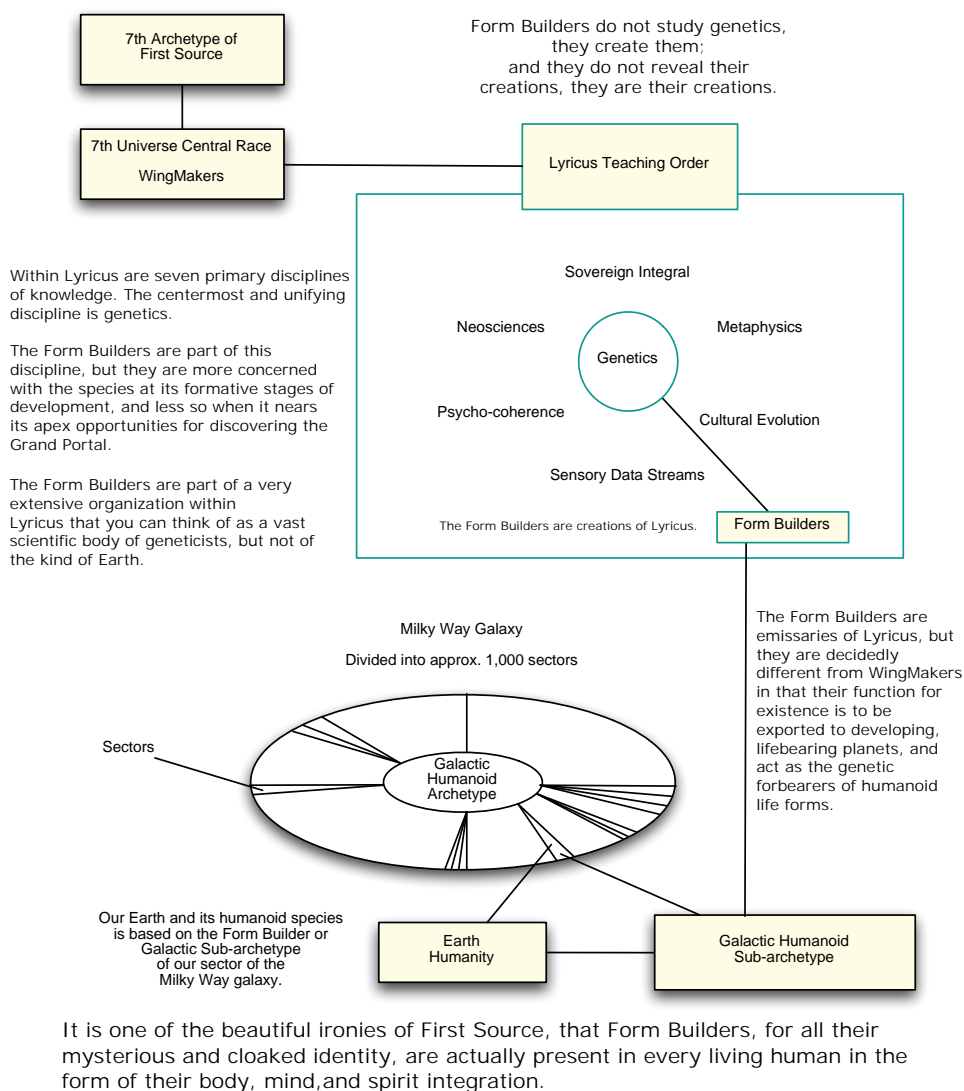 7th Archetype of
First Source
Form Builders do not study genetics,
they create them;
and they do not reveal their
creations, they are their creations.
7th Universe Central Race
WingMakers
Lyricus Teaching Order
Within Lyricus are seven primary disciplines
of knowledge. The centermost and unifying
discipline is genetics.
The Form Builders are part of this
discipline, but they are more concerned
with the species at its formative stages of
development, and less so when it nears
its apex opportunities for discovering the
Grand Portal.
The Form Builders are part of a very
extensive organization within
Lyricus that you can think of as a vast
scientific body of geneticists, but not of
the kind of Earth.
Sovereign Integral
Neosciences
Metaphysics
Genetics
Psycho-coherence
Cultural Evolution
Sensory Data Streams
The Form Builders are creations of Lyricus.
Form Builders
Milky Way Galaxy
Divided into approx. 1,000 sectors
Sectors
Galactic
Humanoid
Archetype
The Form Builders are
emissaries of Lyricus, but
they are decidedly
different from WingMakers
in that their function for
existence is to be
exported to developing,
lifebearing planets, and
act as the genetic
forbearers of humanoid
life forms.
Our Earth and its humanoid species
is based on the Form Builder or
Galactic Sub-archetype
of our sector of the
Milky Way galaxy.
Earth
Humanity
Galactic Humanoid
Sub-archetype
It is one of the beautiful ironies of First Source, that Form Builders, for all their
mysterious and cloaked identity, are actually present in every living human in the
form of their body, mind,and spirit integration.